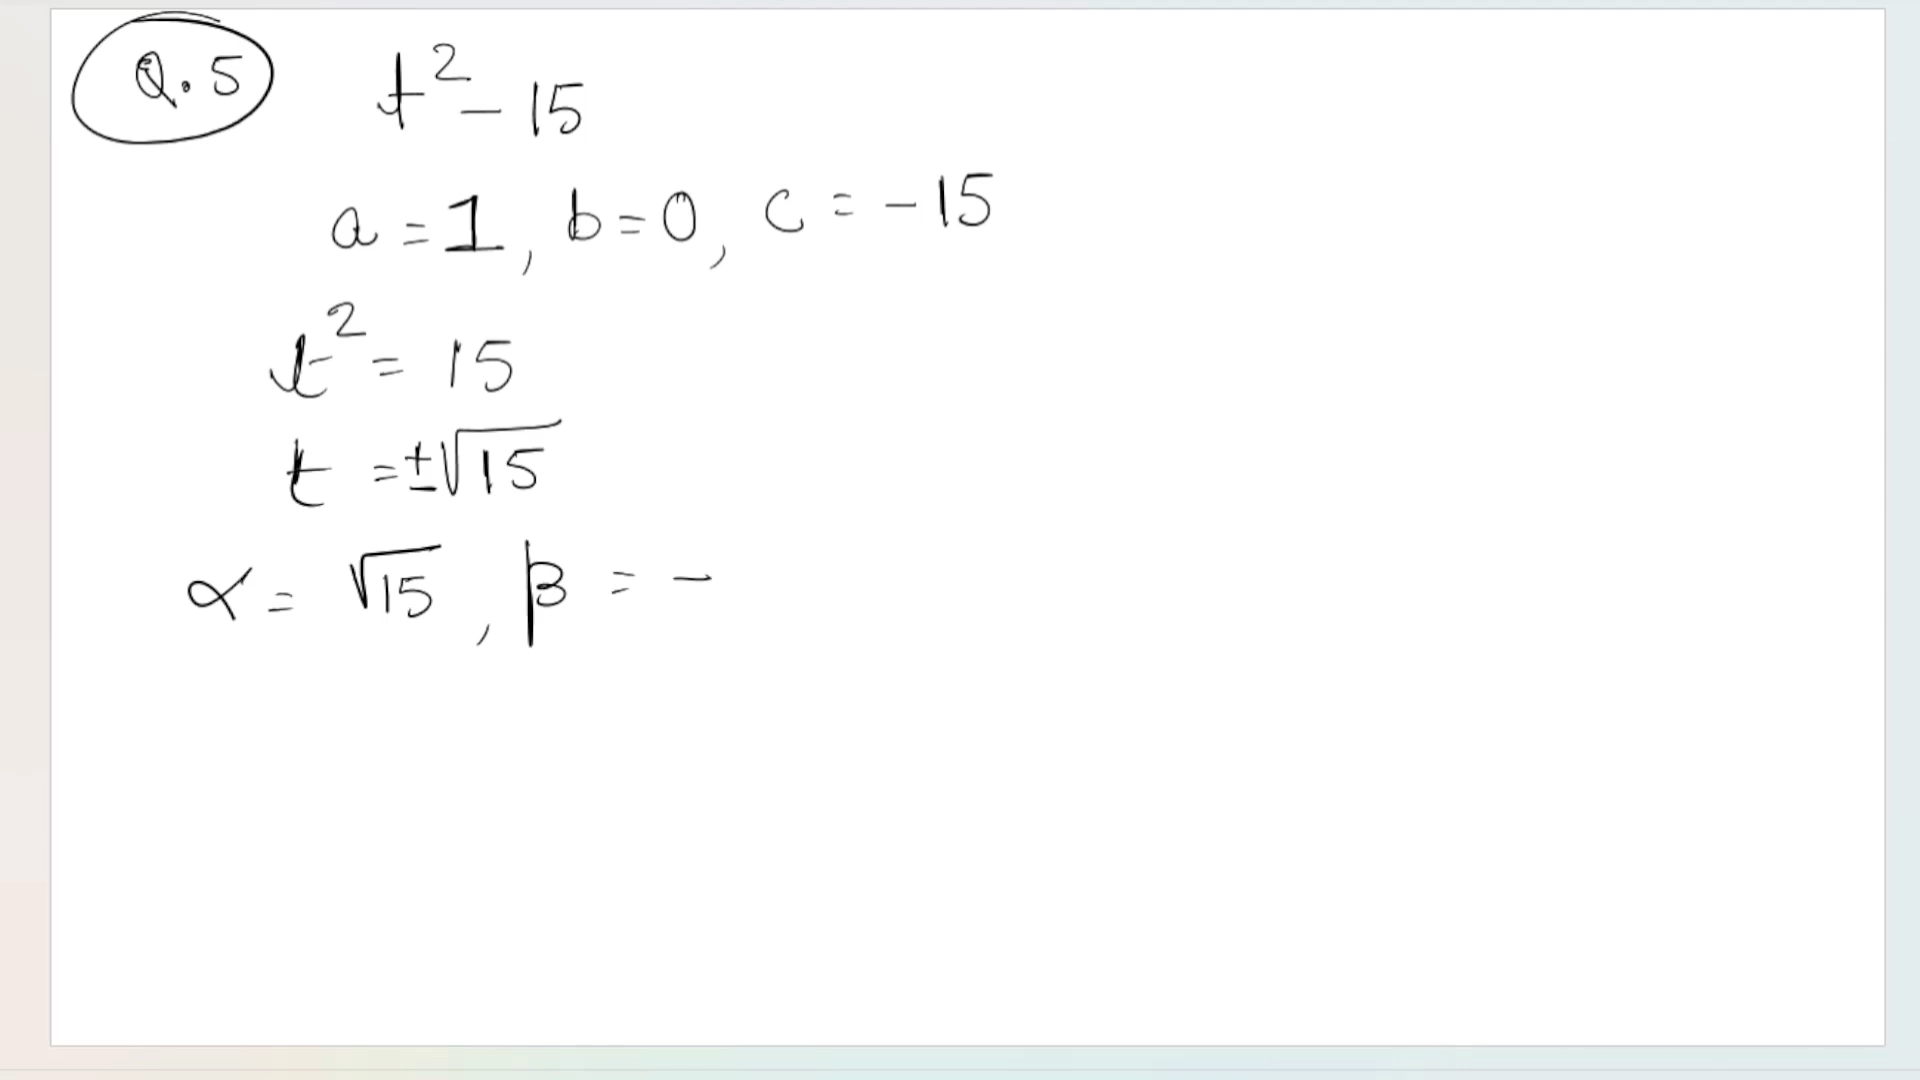 Q.5 t² - 15
a = 1, b = 0, c = -15
t² = 15
t = ±√15
α = √15, β = -